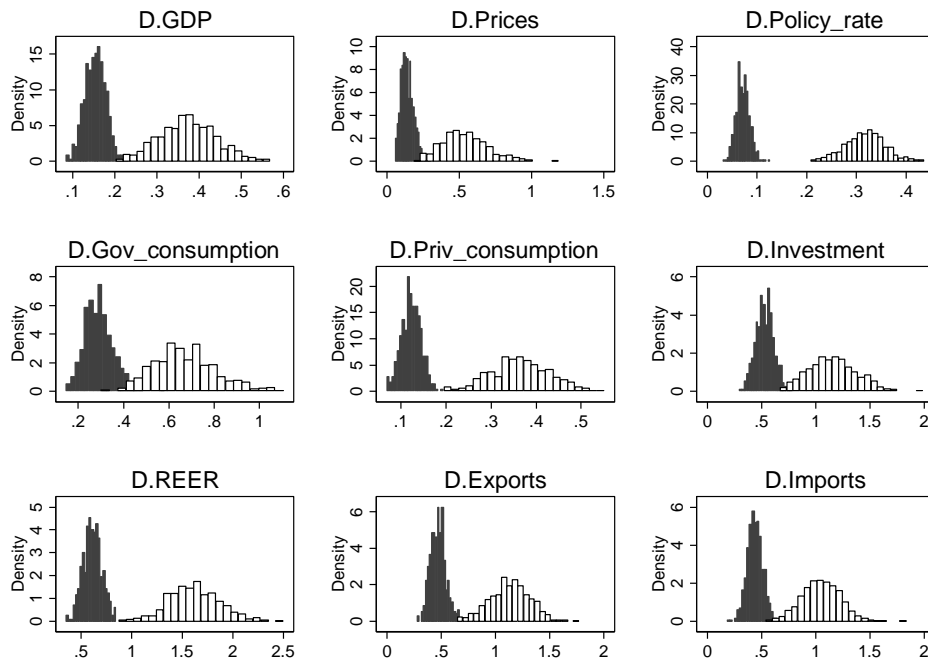 D.GDP
Density
0 5 10 15
.1 .2 .3 .4 .5 .6
D.Prices
Density
0 2 4 6 8 10
0 .5 1 1.5
D.Policy_rate
Density
0 10 20 30 40
0 .1 .2 .3 .4
D.Gov_consumption
Density
0 2 4 6 8
.2 .4 .6 .8 1
D.Priv_consumption
Density
0 5 10 15 20
.1 .2 .3 .4 .5
D.Investment
Density
0 2 4 6
0 .5 1 1.5 2
D.REER
Density
0 1 2 3 4 5
.5 1 1.5 2 2.5
D.Exports
Density
0 2 4 6
0 .5 1 1.5 2
D.Imports
Density
0 2 4 6
0 .5 1 1.5 2